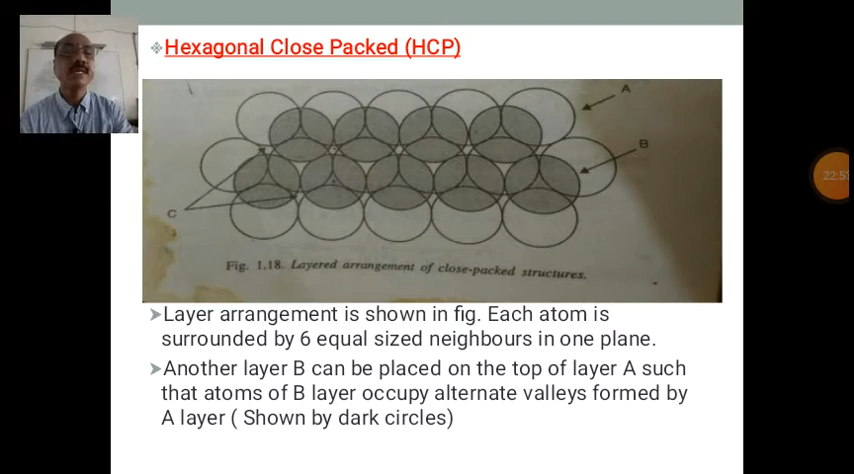 Hexagonal Close Packed (HCP)
A
B
C
Fig. 1.18. Layered arrangement of close-packed structures.
➢Layer arrangement is shown in fig. Each atom is
surrounded by 6 equal sized neighbours in one plane.
➢Another layer B can be placed on the top of layer A such
that atoms of B layer occupy alternate valleys formed by
A layer ( Shown by dark circles)